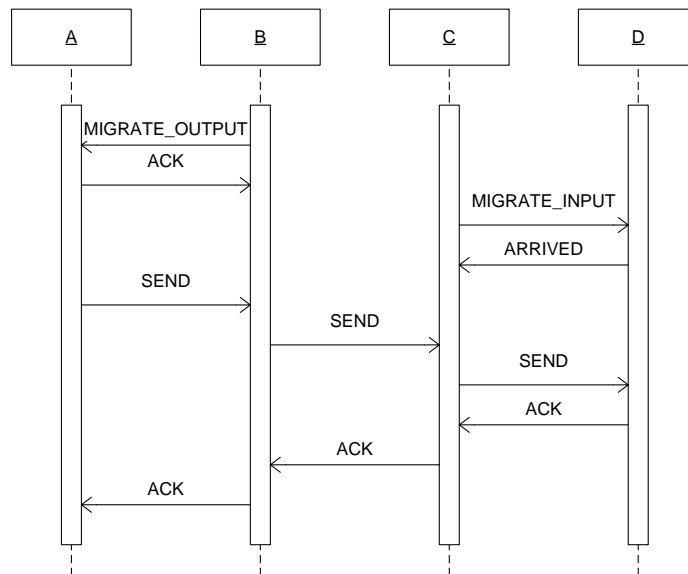 A
B
C
D
MIGRATE_OUTPUT
ACK
MIGRATE_INPUT
ARRIVED
SEND
SEND
SEND
ACK
ACK
ACK